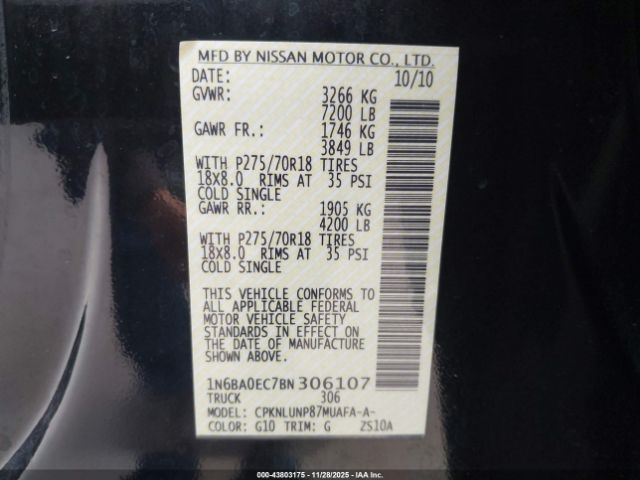 MFD BY NISSAN MOTOR CO., LTD.
DATE: 10/10
GVWR: 3266 KG
7200 LB
GAWR FR.: 1746 KG
3849 LB
WITH P275/70R18 TIRES
18X8.0 RIMS AT 35 PSI
COLD SINGLE
GAWR RR.: 1905 KG
4200 LB
WITH P275/70R18 TIRES
18X8.0 RIMS AT 35 PSI
COLD SINGLE
THIS VEHICLE CONFORMS TO
ALL APPLICABLE FEDERAL
MOTOR VEHICLE SAFETY
STANDARDS IN EFFECT ON
THE DATE OF MANUFACTURE
SHOWN ABOVE.
1N6BA0EC7BN306107
TRUCK 306
MODEL: CPKNLUNP87MUAFA-A-
COLOR: G10 TRIM: G ZS10A
000-43803175 - 11/28/2025 - IAA Inc.